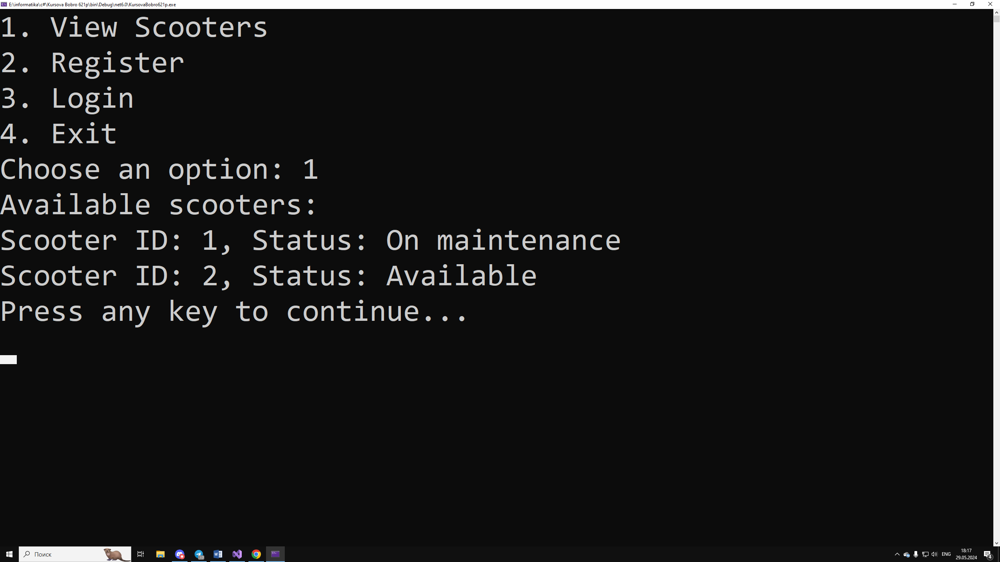 E:\informatika\c#\Kursova Bobro 621p\bin\Debug\net6.0\KursovaBobro621p.exe
1. View Scooters
2. Register
3. Login
4. Exit
Choose an option: 1
Available scooters:
Scooter ID: 1, Status: On maintenance
Scooter ID: 2, Status: Available
Press any key to continue...
Поиск
17
ENG
18:17
29.05.2024
4